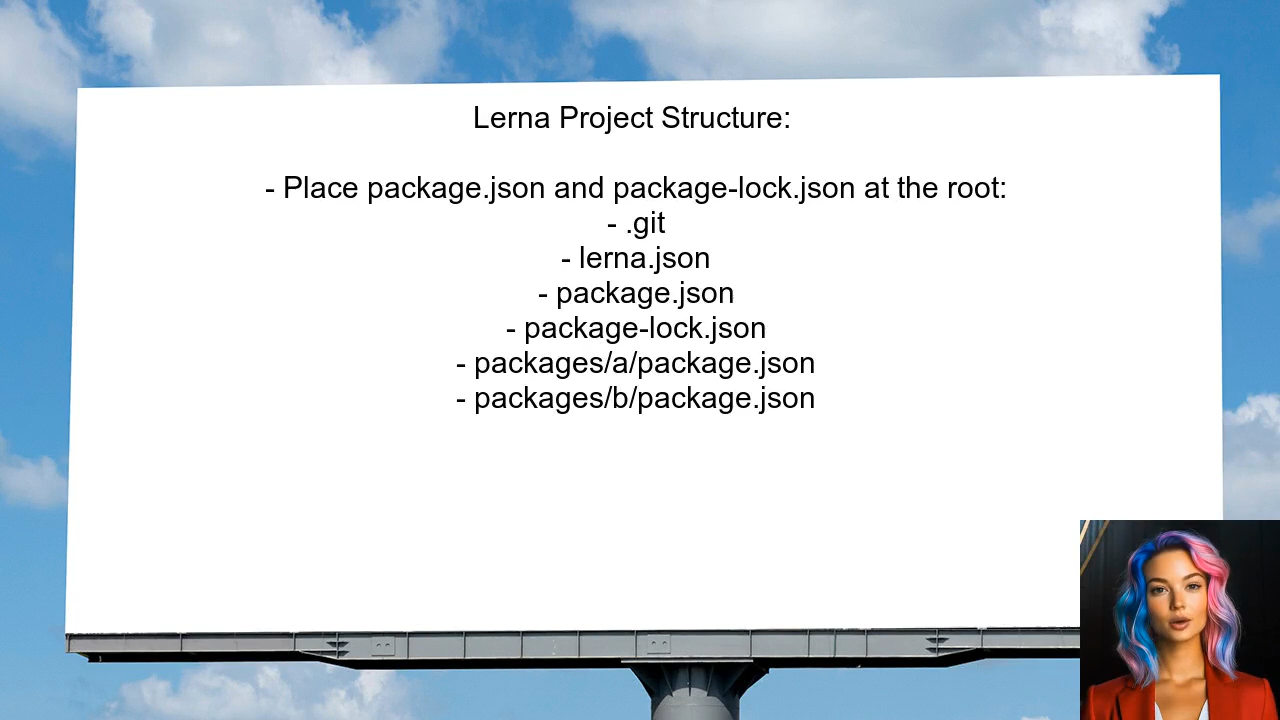 Lerna Project Structure:
- Place package.json and package-lock.json at the root:
- .git
- lerna.json
- package.json
- package-lock.json
- packages/a/package.json
- packages/b/package.json